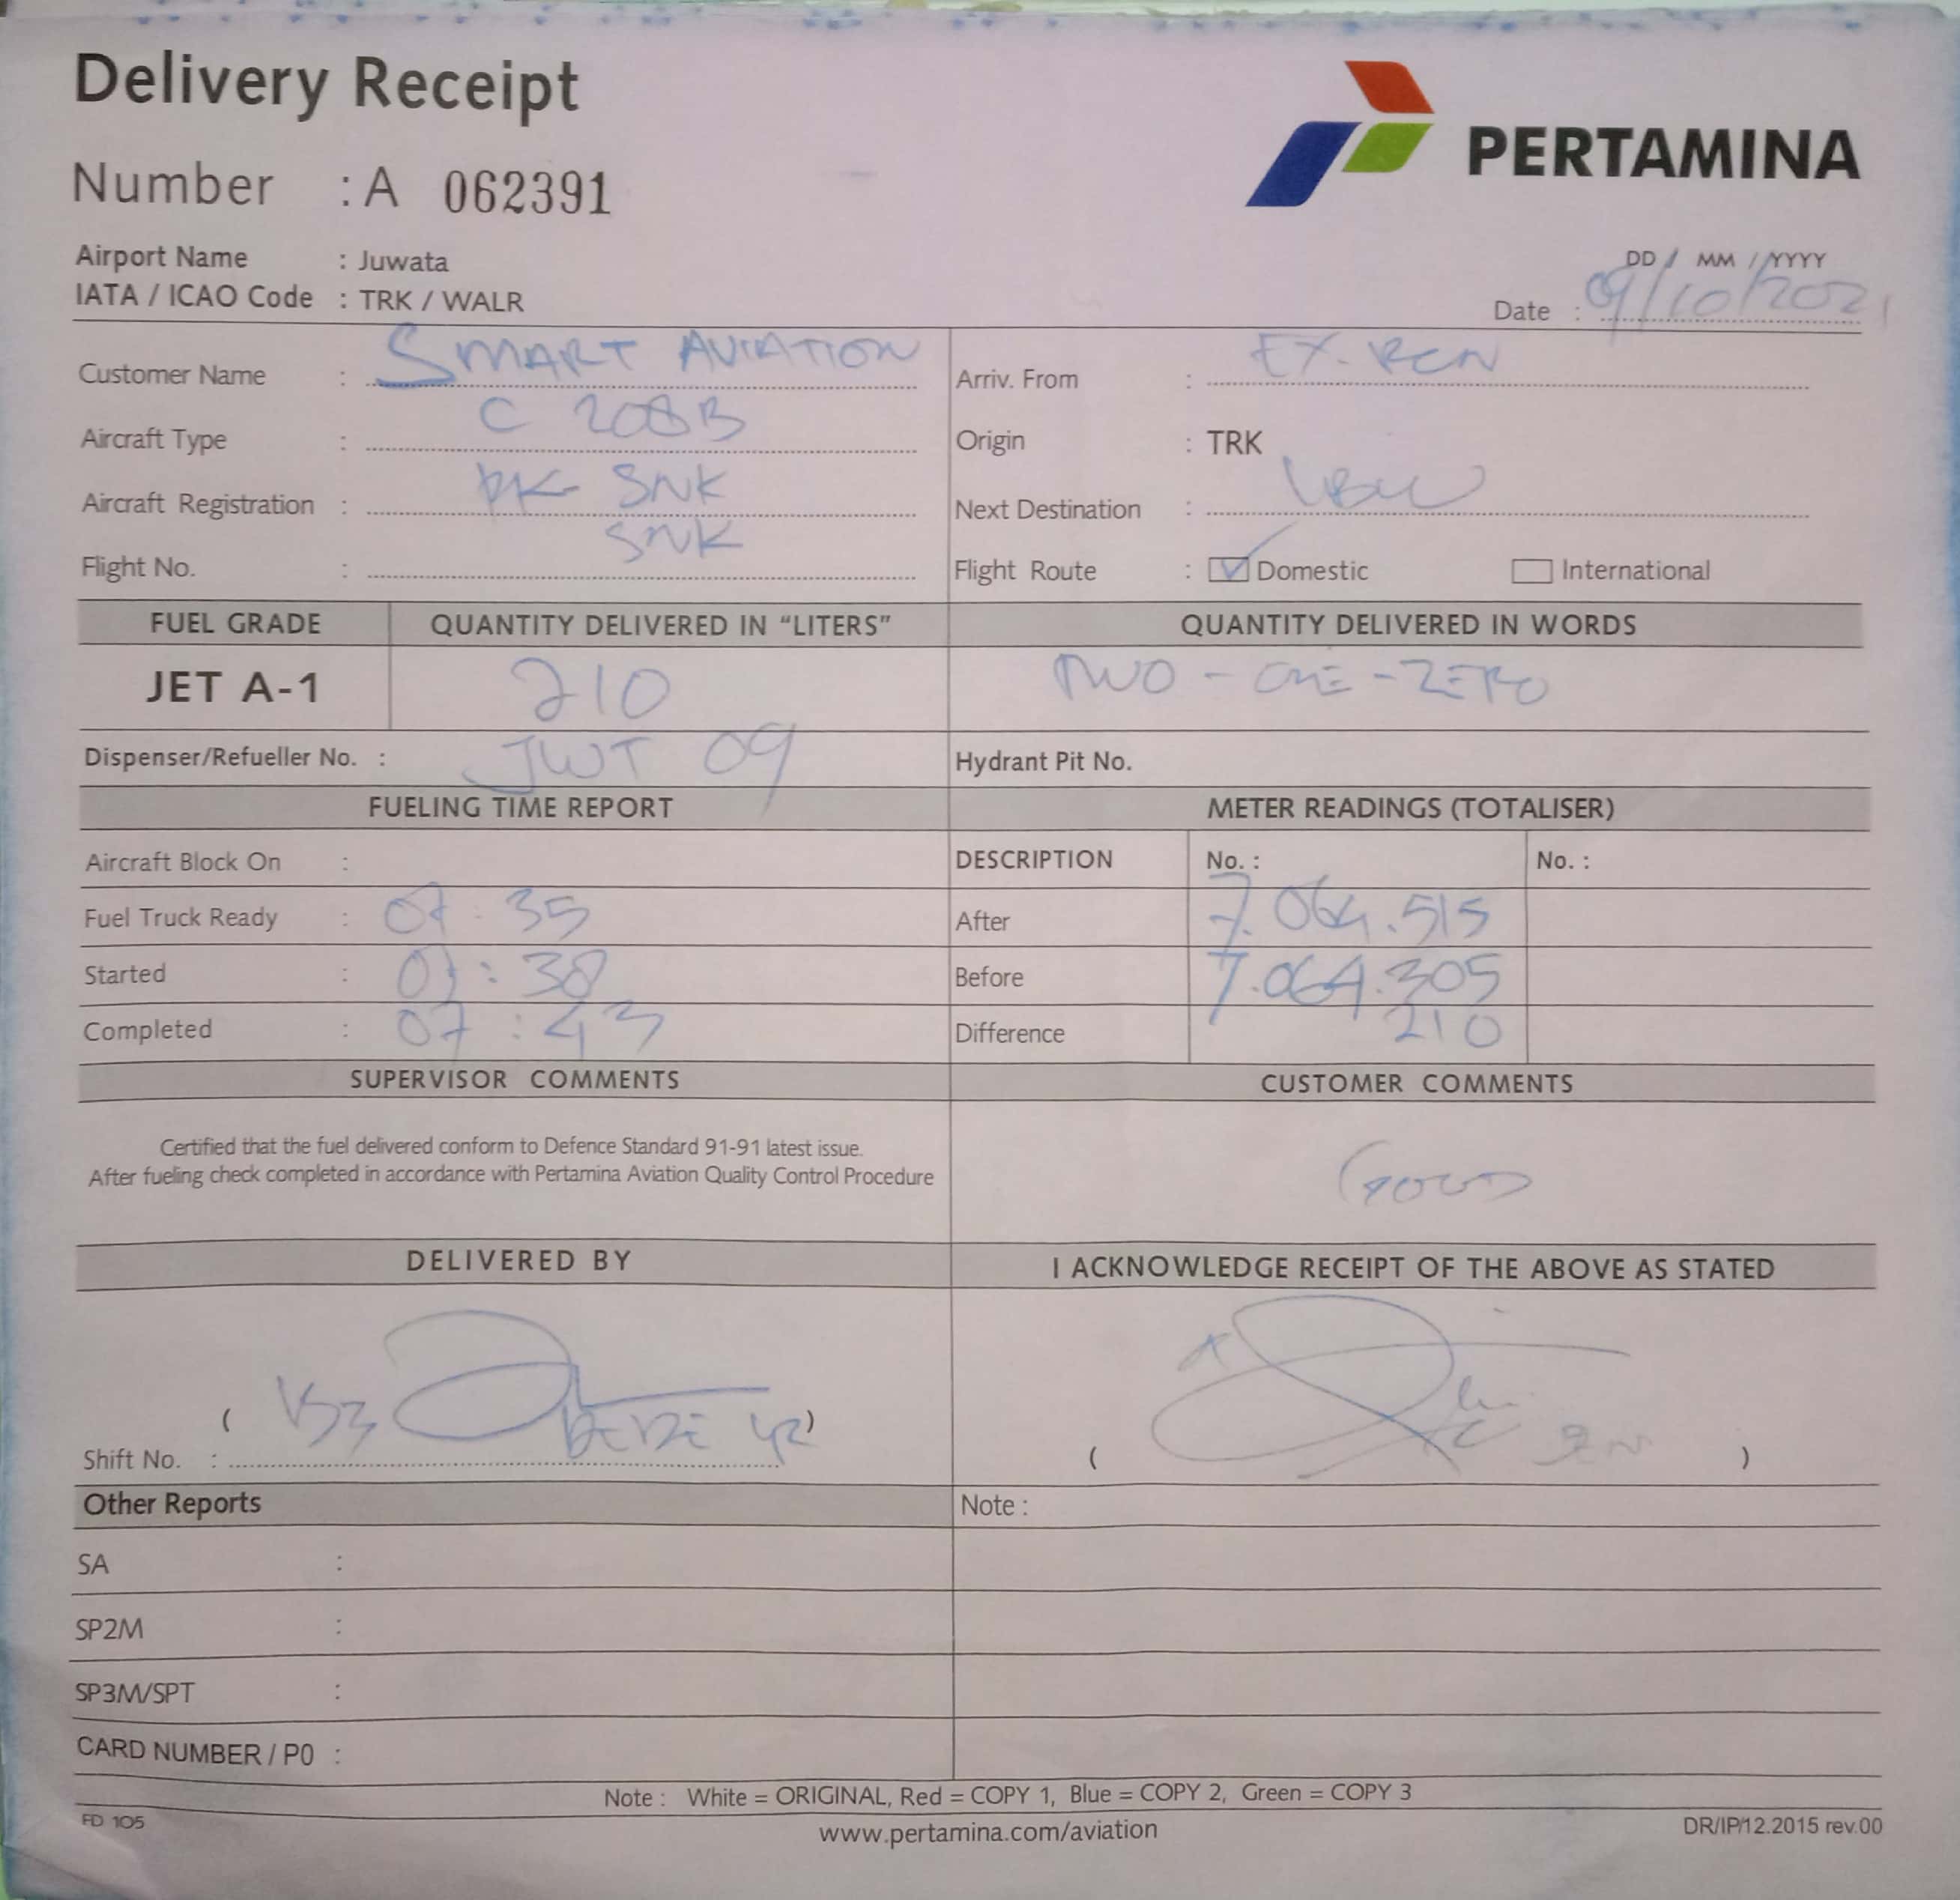 Delivery Receipt
PERTAMINA
Number : A 062391
Airport Name : Juwata
IATA / ICAO Code : TRK / WALR
DD / MM / YYYY
Date : 09/10/2021
Customer Name : SMART AVIATION
Arriv. From : EX-RCN
Aircraft Type : C 208B
Origin : TRK
Aircraft Registration : PK SNK
Next Destination :
Flight No. : SNK
Flight Route : Domestic International
FUEL GRADE QUANTITY DELIVERED IN "LITERS" QUANTITY DELIVERED IN WORDS
JET A-1 210 TWO - ONE - ZERO
Dispenser/Refueller No. : JWT 09
Hydrant Pit No.
FUELING TIME REPORT METER READINGS (TOTALISER)
Aircraft Block On :
DESCRIPTION No. : No. :
Fuel Truck Ready : 07 : 35
After 7.064.515
Started : 07 : 38
Before 7.064.305
Completed : 07 : 43
Difference 210
SUPERVISOR COMMENTS CUSTOMER COMMENTS
Certified that the fuel delivered conform to Defence Standard 91-91 latest issue.
After fueling check completed in accordance with Pertamina Aviation Quality Control Procedure
GOOD
DELIVERED BY I ACKNOWLEDGE RECEIPT OF THE ABOVE AS STATED
( )
Shift No. :
( )
Other Reports Note :
SA :
SP2M :
SP3M/SPT :
CARD NUMBER / P0 :
Note : White = ORIGINAL, Red = COPY 1, Blue = COPY 2, Green = COPY 3
FD 105 www.pertamina.com/aviation DR/IP/12.2015 rev.00